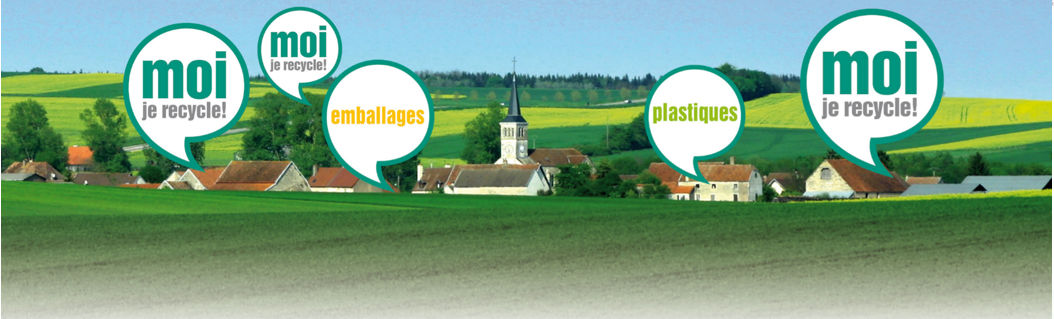 moi
je recycle!
moi
je recycle!
emballages
plastiques
moi
je recycle!